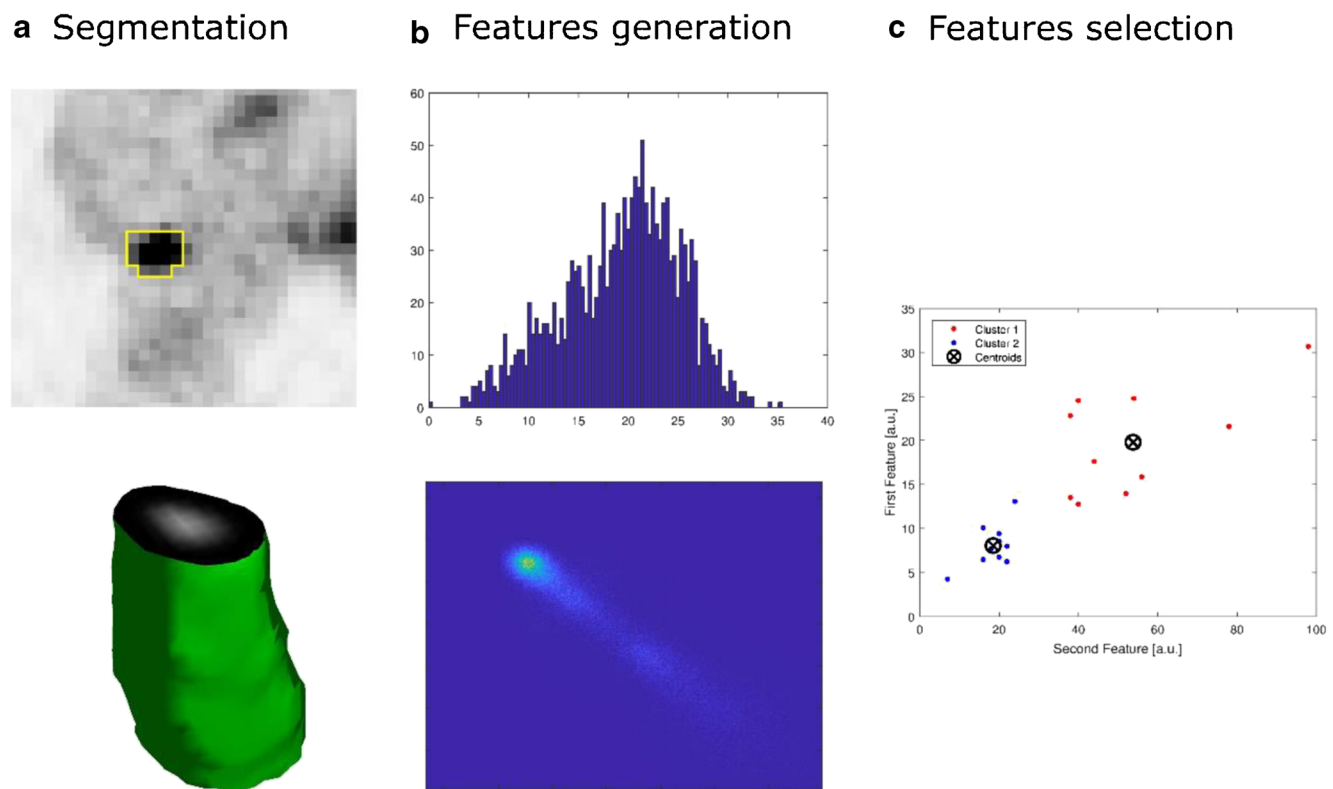 a Segmentation
b Features generation
c Features selection
60
50
40
30
20
10
0
0 5 10 15 20 25 30 35 40
35
30
25
20
15
10
5
0
First Feature [a.u.]
Cluster 1
Cluster 2
Centroids
0 20 40 60 80 100
Second Feature [a.u.]